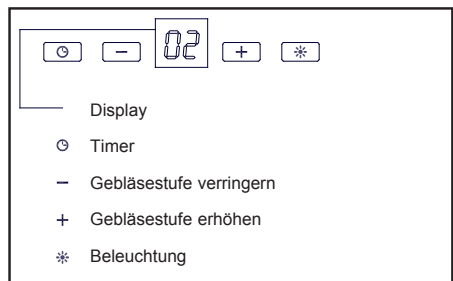 02
Display
Timer
− Gebläsestufe verringern
+ Gebläsestufe erhöhen
Beleuchtung